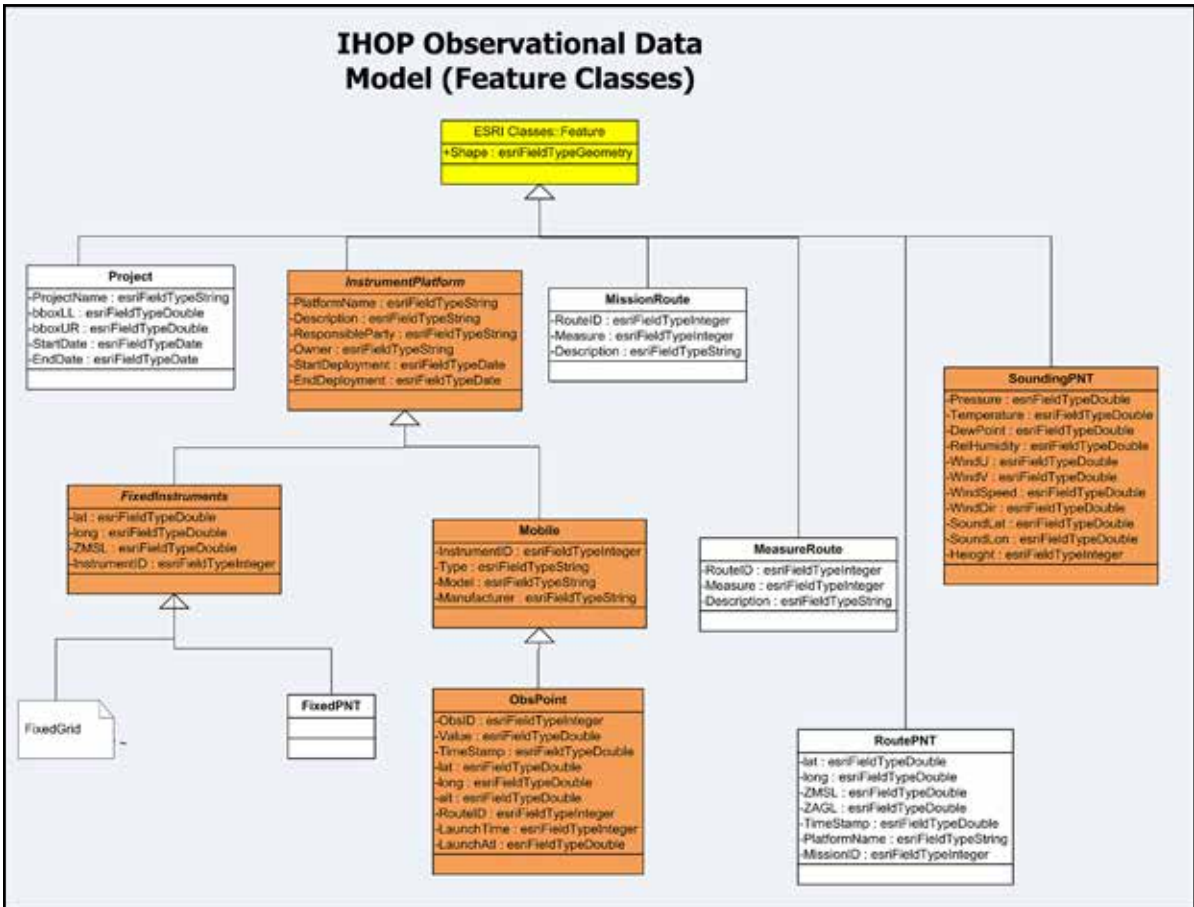 IHOP Observational Data
Model (Feature Classes)
ESRI Classes::Feature
+Shape : esriFieldTypeGeometry
Project
-ProjectName : esriFieldTypeString
-bboxLL : esriFieldTypeDouble
-bboxUR : esriFieldTypeDouble
-StartDate : esriFieldTypeDate
-EndDate : esriFieldTypeDate
InstrumentPlatform
-PlatformName : esriFieldTypeString
-Description : esriFieldTypeString
-ResponsibleParty : esriFieldTypeString
-Owner : esriFieldTypeString
-StartDeployment : esriFieldTypeDate
-EndDeployment : esriFieldTypeDate
MissionRoute
-RouteID : esriFieldTypeInteger
-Measure : esriFieldTypeInteger
-Description : esriFieldTypeString
SoundingPNT
-Pressure : esriFieldTypeDouble
-Temperature : esriFieldTypeDouble
-DewPoint : esriFieldTypeDouble
-RelHumidity : esriFieldTypeDouble
-WindU : esriFieldTypeDouble
-WindV : esriFieldTypeDouble
-WindSpeed : esriFieldTypeDouble
-WindDir : esriFieldTypeDouble
-SoundLat : esriFieldTypeDouble
-SoundLon : esriFieldTypeDouble
-Heioght : esriFieldTypeInteger
FixedInstruments
-lat : esriFieldTypeDouble
-long : esriFieldTypeDouble
-ZMSL : esriFieldTypeDouble
-InstrumentID : esriFieldTypeInteger
Mobile
-InstrumentID : esriFieldTypeInteger
-Type : esriFieldTypeString
-Model : esriFieldTypeString
-Manufacturer : esriFieldTypeString
MeasureRoute
-RouteID : esriFieldTypeInteger
-Measure : esriFieldTypeInteger
-Description : esriFieldTypeString
FixedGrid
~
FixedPNT
ObsPoint
-ObsID : esriFieldTypeInteger
-Value : esriFieldTypeDouble
-TimeStamp : esriFieldTypeDouble
-lat : esriFieldTypeDouble
-long : esriFieldTypeDouble
-alt : esriFieldTypeDouble
-RouteID : esriFieldTypeInteger
-LaunchTime : esriFieldTypeInteger
-LaunchAtl : esriFieldTypeDouble
RoutePNT
-lat : esriFieldTypeDouble
-long : esriFieldTypeDouble
-ZMSL : esriFieldTypeDouble
-ZAGL : esriFieldTypeDouble
-TimeStamp : esriFieldTypeDouble
-PlatformName : esriFieldTypeString
-MissionID : esriFieldTypeInteger